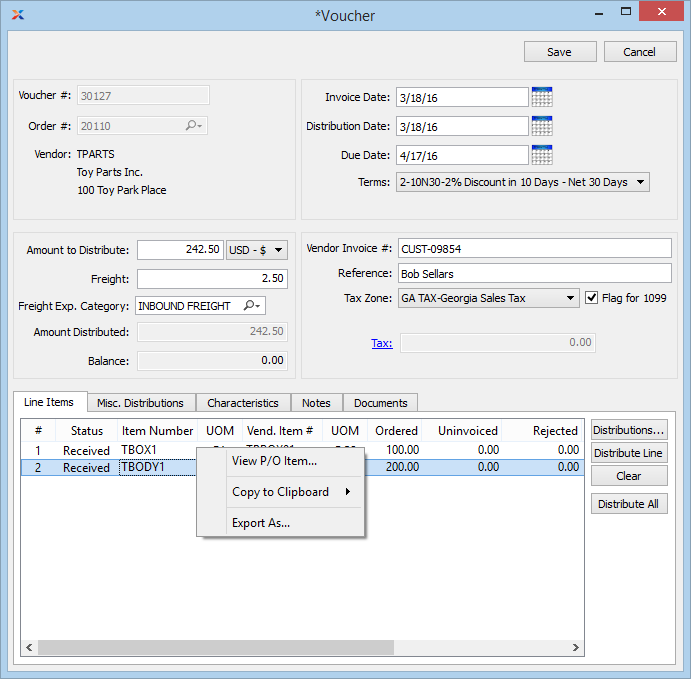 *Voucher
Save Cancel
Voucher #: 30127
Order #: 20110
Vendor: TPARTS
Toy Parts Inc.
100 Toy Park Place
Invoice Date: 3/18/16
Distribution Date: 3/18/16
Due Date: 4/17/16
Terms: 2-10N30-2% Discount in 10 Days - Net 30 Days
Amount to Distribute: 242.50 USD - $
Freight: 2.50
Freight Exp. Category: INBOUND FREIGHT
Amount Distributed: 242.50
Balance: 0.00
Vendor Invoice #: CUST-09854
Reference: Bob Sellars
Tax Zone: GA TAX-Georgia Sales Tax Flag for 1099
Tax: 0.00
Line Items Misc. Distributions Characteristics Notes Documents
# Status Item Number UOM Vend. Item # UOM Ordered Uninvoiced Rejected
1 Received TBOX1 100.00 0.00 0.00
2 Received TBODY1 200.00 0.00 0.00
View P/O Item...
Copy to Clipboard
Export As...
Distributions...
Distribute Line
Clear
Distribute All